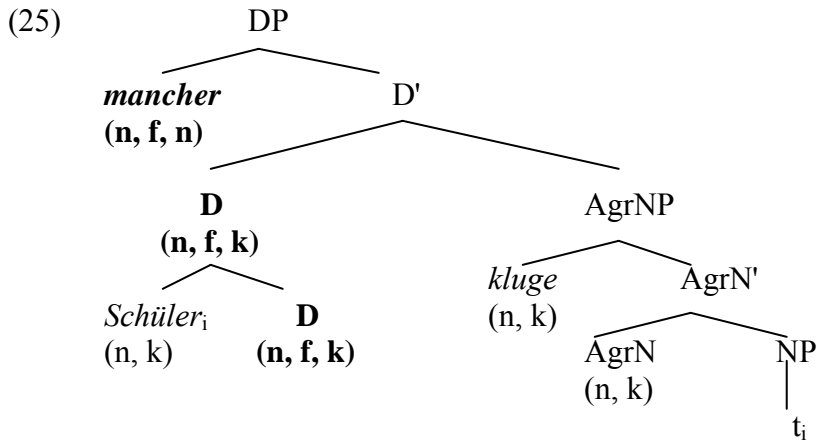 (25) DP
mancher D'
(n, f, n)
D AgrNP
(n, f, k)
Schüleri D kluge AgrN'
(n, k) (n, f, k) (n, k)
AgrN NP
(n, k)
ti